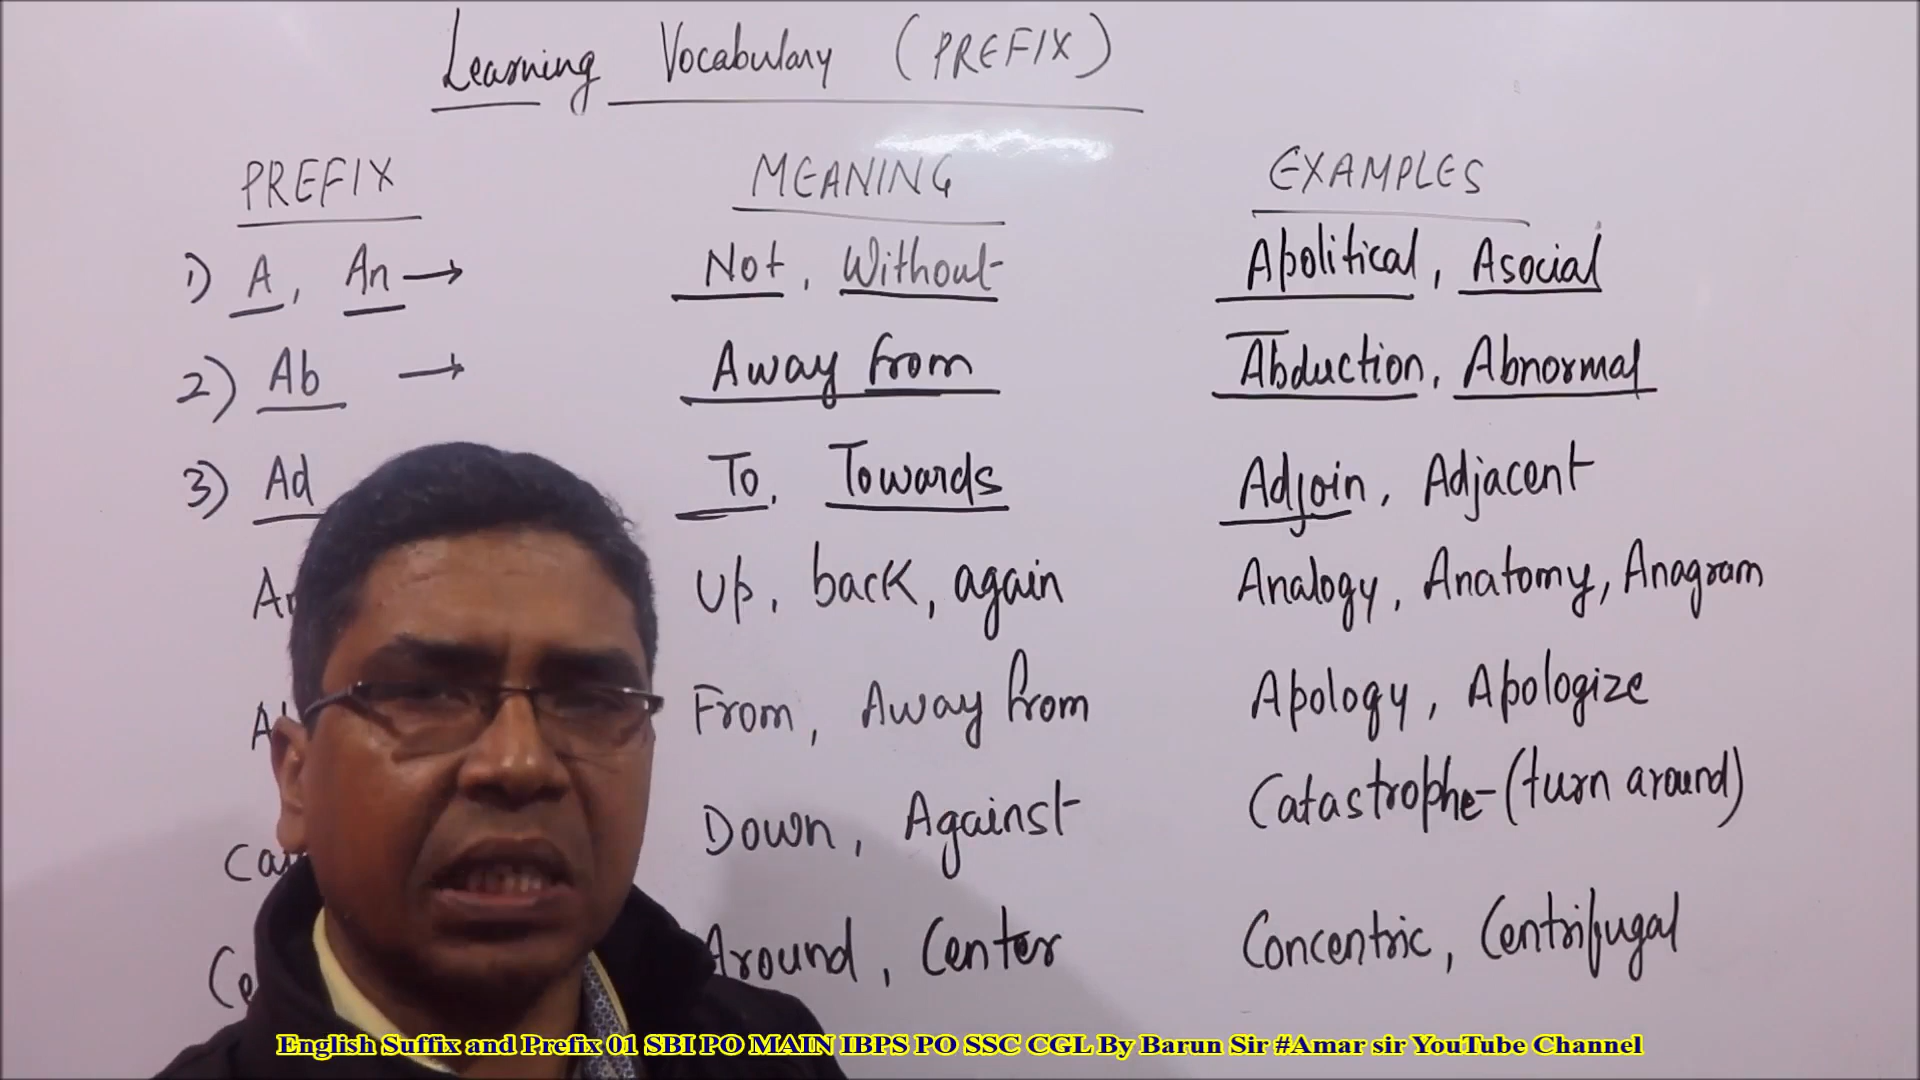 Learning Vocabulary (PREFIX)
PREFIX MEANING EXAMPLES
1) A, An → Not, Without Apolitical, Asocial
2) Ab → Away from Abduction, Abnormal
3) Ad To, Towards Adjoin, Adjacent
Up, back, again Analogy, Anatomy, Anagram
From, Away from Apology, Apologize
Down, Against Catastrophe-(turn around)
Around, Center Concentric, Centrifugal
English Suffix and Prefix 01 SBI PO MAIN IBPS PO SSC CGL By Barun Sir #Amar sir YouTube Channel